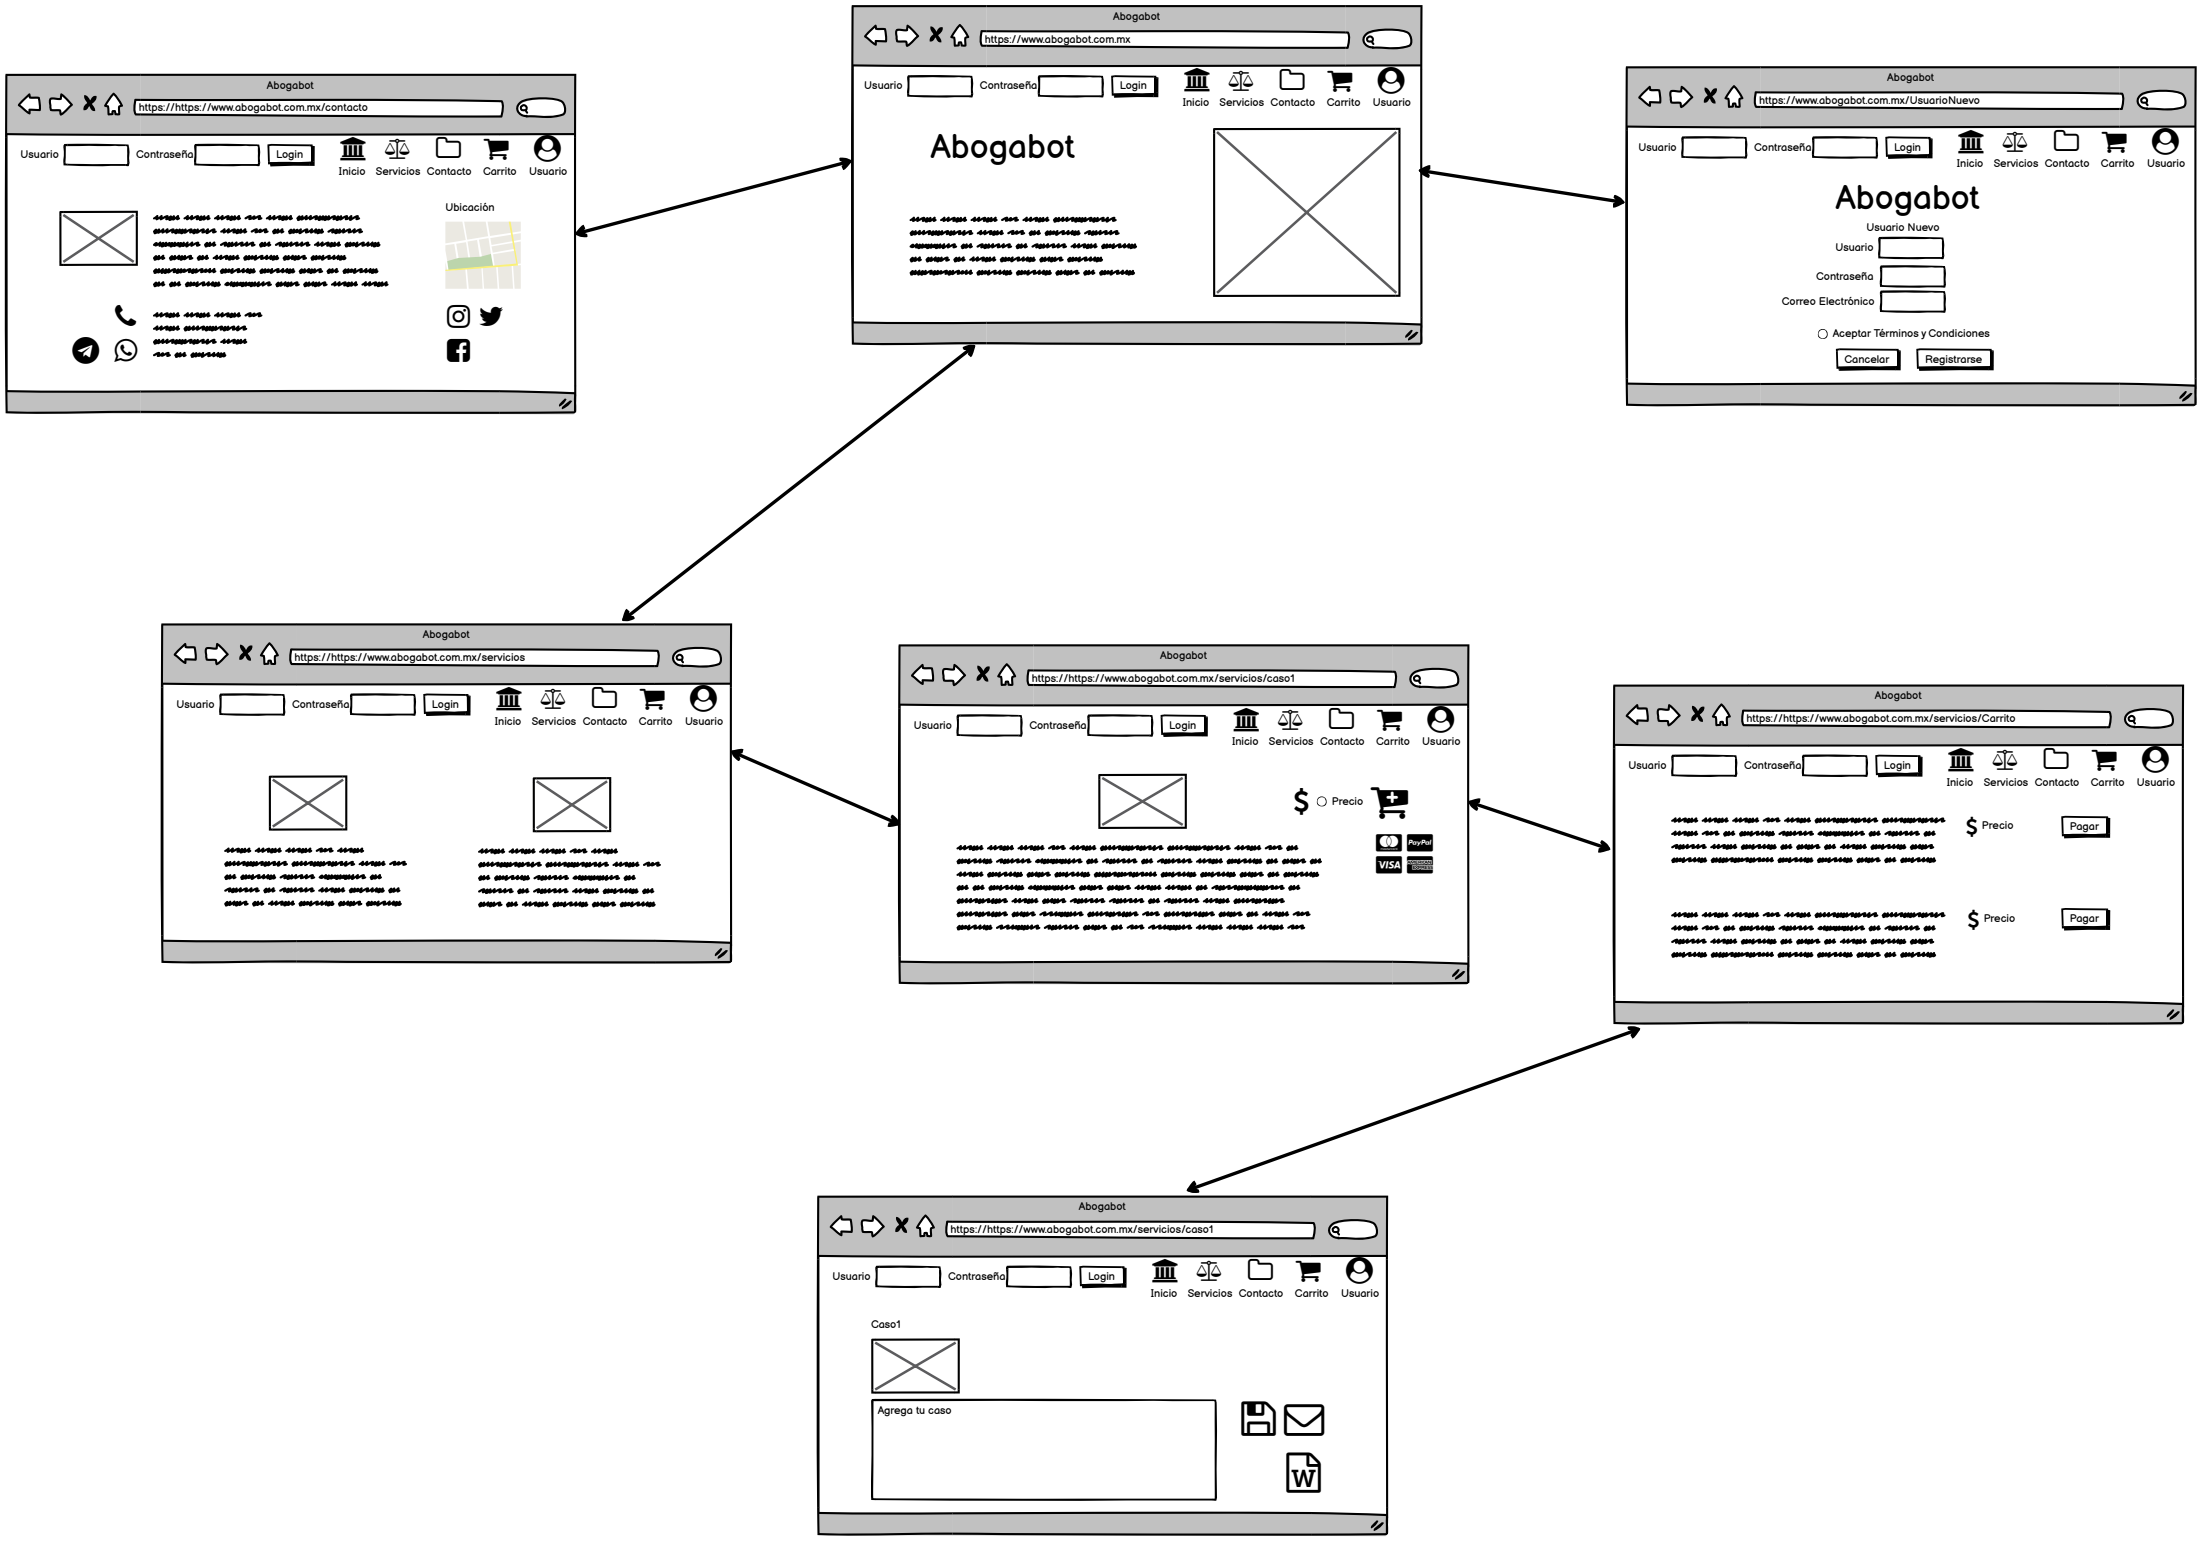 Abogabot
https://www.abogabot.com.mx
Usuario Contraseña Login Inicio Servicios Contacto Carrito Usuario
Abogabot
Abogabot
https://https://www.abogabot.com.mx/contacto
Usuario Contraseña Login Inicio Servicios Contacto Carrito Usuario
Ubicación
Abogabot
https://www.abogabot.com.mx/UsuarioNuevo
Usuario Contraseña Login Inicio Servicios Contacto Carrito Usuario
Abogabot
Usuario Nuevo
Usuario
Contraseña
Correo Electrónico
Aceptar Términos y Condiciones
Cancelar Registrarse
Abogabot
https://https://www.abogabot.com.mx/servicios
Usuario Contraseña Login Inicio Servicios Contacto Carrito Usuario
Abogabot
https://https://www.abogabot.com.mx/servicios/caso1
Usuario Contraseña Login Inicio Servicios Contacto Carrito Usuario
$ Precio
PayPal
VISA AMERICAN EXPRESS
Abogabot
https://https://www.abogabot.com.mx/servicios/Carrito
Usuario Contraseña Login Inicio Servicios Contacto Carrito Usuario
$ Precio Pagar
$ Precio Pagar
Abogabot
https://https://www.abogabot.com.mx/servicios/caso1
Usuario Contraseña Login Inicio Servicios Contacto Carrito Usuario
Caso1
Agrega tu caso
W